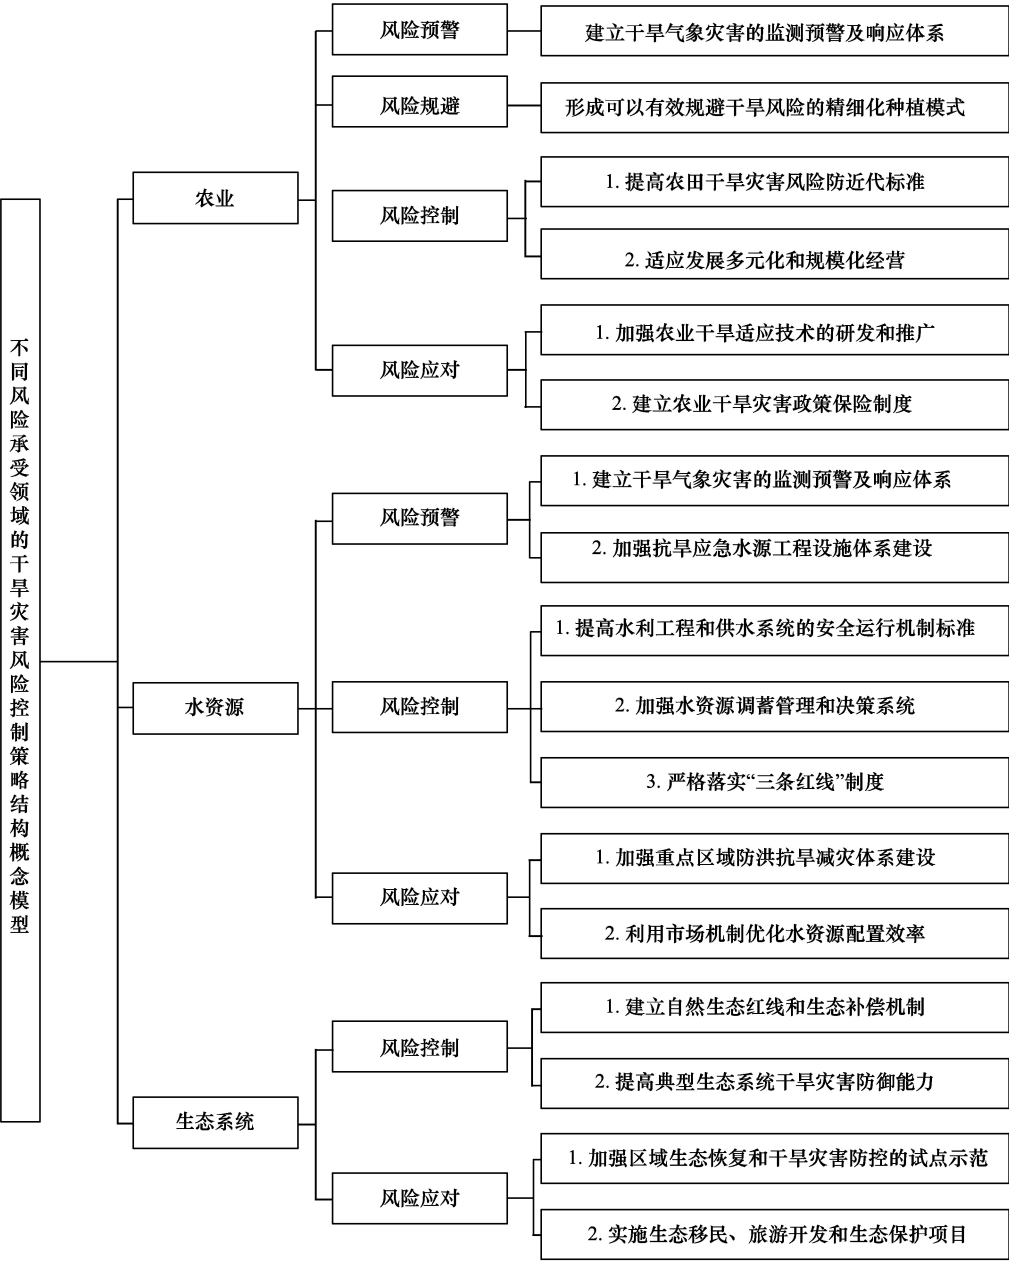 不同风险承受领域的干旱灾害风险控制策略结构概念模型
农业
风险预警
建立干旱气象灾害的监测预警及响应体系
风险规避
形成可以有效规避干旱风险的精细化种植模式
风险控制
1. 提高农田干旱灾害风险防近代标准
2. 适应发展多元化和规模化经营
风险应对
1. 加强农业干旱适应技术的研发和推广
2. 建立农业干旱灾害政策保险制度
水资源
风险预警
1. 建立干旱气象灾害的监测预警及响应体系
2. 加强抗旱应急水源工程设施体系建设
风险控制
1. 提高水利工程和供水系统的安全运行机制标准
2. 加强水资源调蓄管理和决策系统
3. 严格落实“三条红线”制度
风险应对
1. 加强重点区域防洪抗旱减灾体系建设
2. 利用市场机制优化水资源配置效率
生态系统
风险控制
1. 建立自然生态红线和生态补偿机制
2. 提高典型生态系统干旱灾害防御能力
风险应对
1. 加强区域生态恢复和干旱灾害防控的试点示范
2. 实施生态移民、旅游开发和生态保护项目